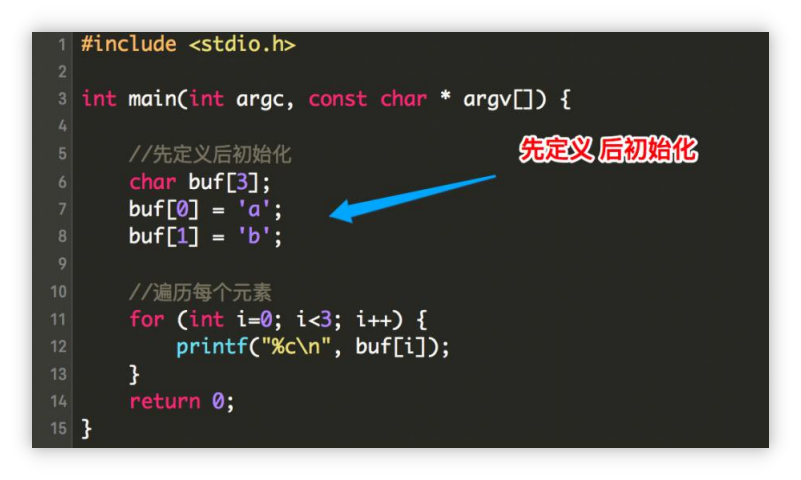 1 #include <stdio.h>
2
3 int main(int argc, const char * argv[]) {
4
5 //先定义后初始化
6 char buf[3];
7 buf[0] = 'a';
8 buf[1] = 'b';
9
10 //遍历每个元素
11 for (int i=0; i<3; i++) {
12 printf("%c\n", buf[i]);
13 }
14 return 0;
15 }
先定义 后初始化